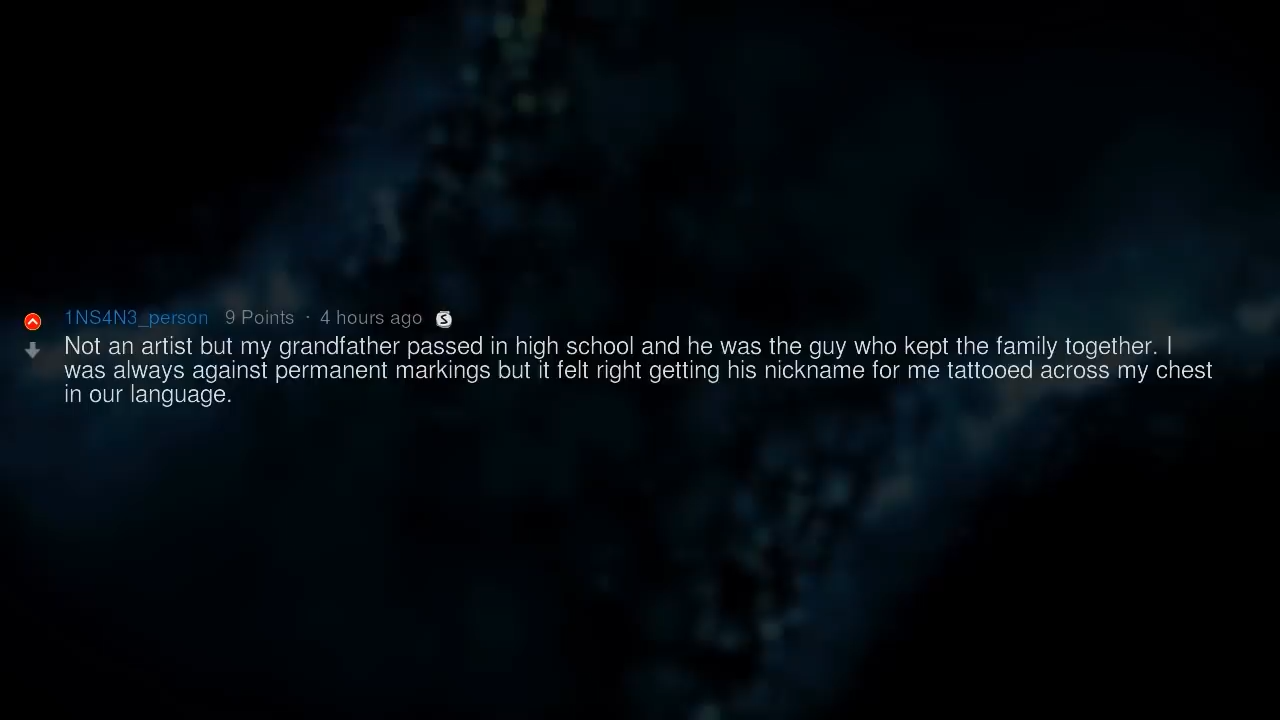 1NS4N3_person 9 Points · 4 hours ago S
Not an artist but my grandfather passed in high school and he was the guy who kept the family together. I
was always against permanent markings but it felt right getting his nickname for me tattooed across my chest
in our language.